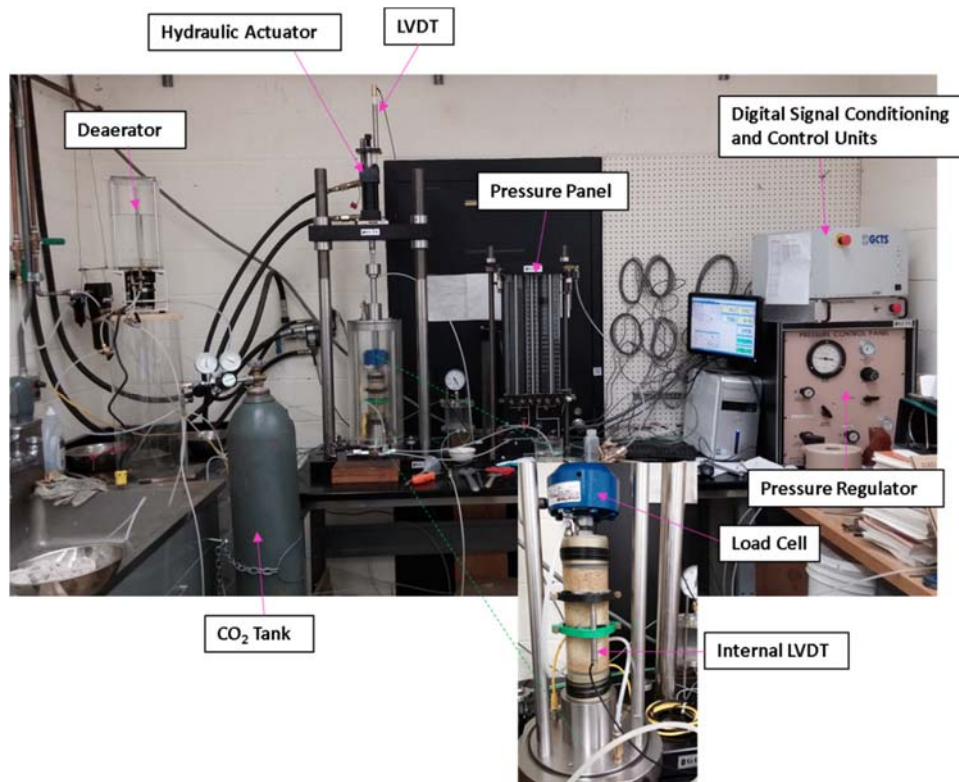 LVDT
Hydraulic Actuator
Deaerator
Digital Signal Conditioning
and Control Units
Pressure Panel
GCTS
PRESSURE CONTROL PANEL
Pressure Regulator
Load Cell
CO₂ Tank
Internal LVDT